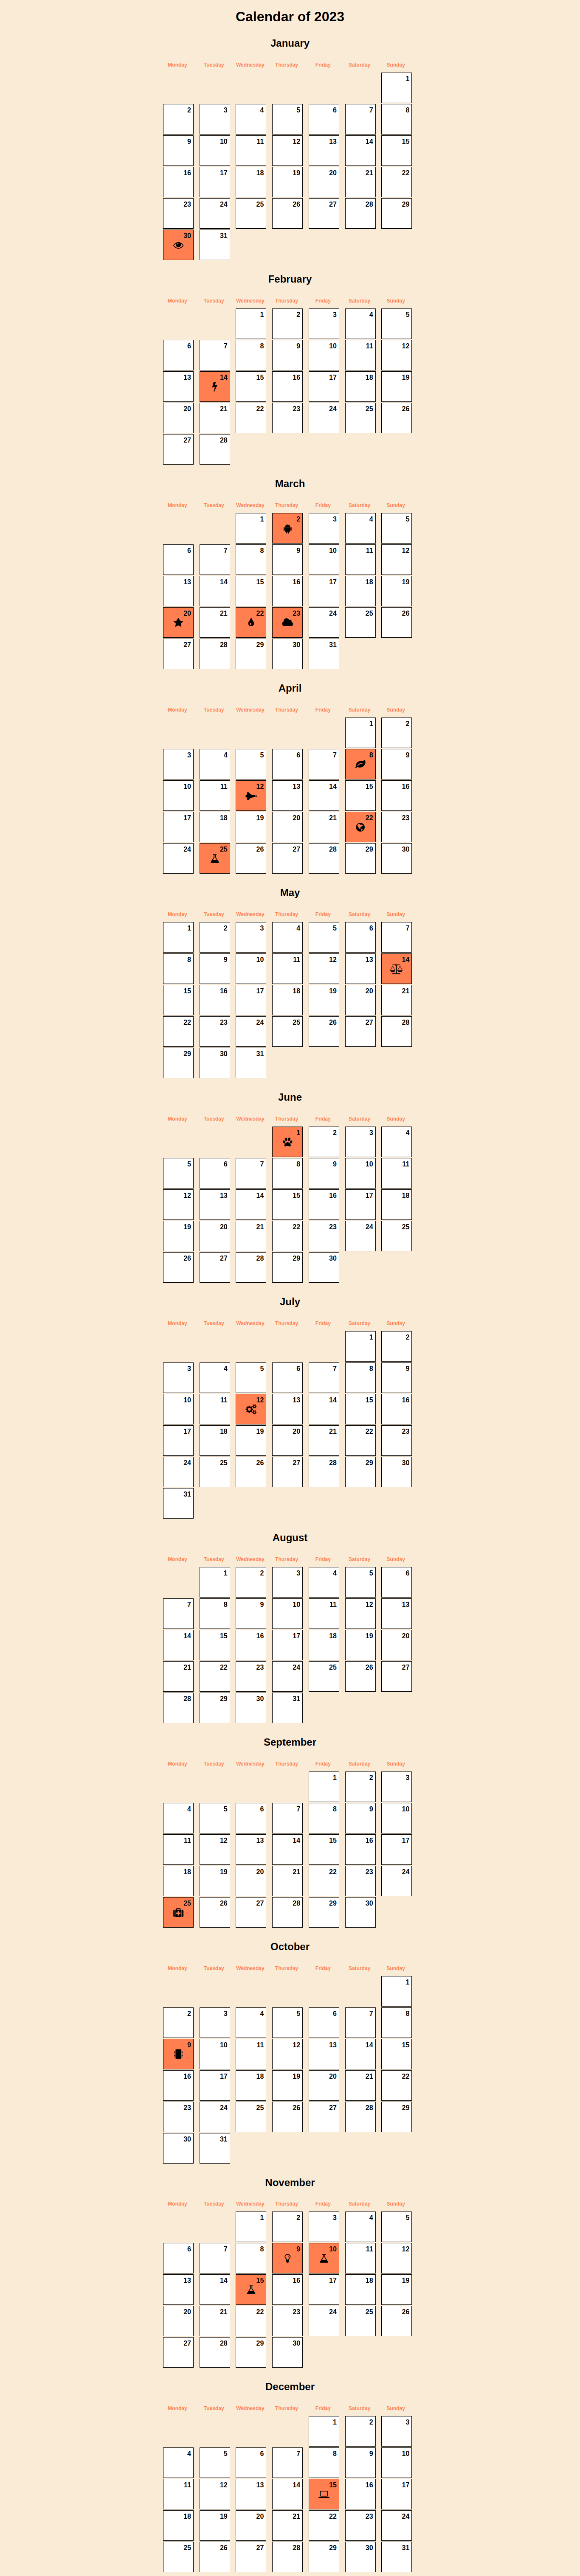 Calendar of 2023
January
Monday Tuesday Wednesday Thursday Friday Saturday Sunday
1
2 3 4 5 6 7 8
9 10 11 12 13 14 15
16 17 18 19 20 21 22
23 24 25 26 27 28 29
30 31
February
Monday Tuesday Wednesday Thursday Friday Saturday Sunday
1 2 3 4 5
6 7 8 9 10 11 12
13 14 15 16 17 18 19
20 21 22 23 24 25 26
27 28
March
Monday Tuesday Wednesday Thursday Friday Saturday Sunday
1 2 3 4 5
6 7 8 9 10 11 12
13 14 15 16 17 18 19
20 21 22 23 24 25 26
27 28 29 30 31
April
Monday Tuesday Wednesday Thursday Friday Saturday Sunday
1 2
3 4 5 6 7 8 9
10 11 12 13 14 15 16
17 18 19 20 21 22 23
24 25 26 27 28 29 30
May
Monday Tuesday Wednesday Thursday Friday Saturday Sunday
1 2 3 4 5 6 7
8 9 10 11 12 13 14
15 16 17 18 19 20 21
22 23 24 25 26 27 28
29 30 31
June
Monday Tuesday Wednesday Thursday Friday Saturday Sunday
1 2 3 4
5 6 7 8 9 10 11
12 13 14 15 16 17 18
19 20 21 22 23 24 25
26 27 28 29 30
July
Monday Tuesday Wednesday Thursday Friday Saturday Sunday
1 2
3 4 5 6 7 8 9
10 11 12 13 14 15 16
17 18 19 20 21 22 23
24 25 26 27 28 29 30
31
August
Monday Tuesday Wednesday Thursday Friday Saturday Sunday
1 2 3 4 5 6
7 8 9 10 11 12 13
14 15 16 17 18 19 20
21 22 23 24 25 26 27
28 29 30 31
September
Monday Tuesday Wednesday Thursday Friday Saturday Sunday
1 2 3
4 5 6 7 8 9 10
11 12 13 14 15 16 17
18 19 20 21 22 23 24
25 26 27 28 29 30
October
Monday Tuesday Wednesday Thursday Friday Saturday Sunday
1
2 3 4 5 6 7 8
9 10 11 12 13 14 15
16 17 18 19 20 21 22
23 24 25 26 27 28 29
30 31
November
Monday Tuesday Wednesday Thursday Friday Saturday Sunday
1 2 3 4 5
6 7 8 9 10 11 12
13 14 15 16 17 18 19
20 21 22 23 24 25 26
27 28 29 30
December
Monday Tuesday Wednesday Thursday Friday Saturday Sunday
1 2 3
4 5 6 7 8 9 10
11 12 13 14 15 16 17
18 19 20 21 22 23 24
25 26 27 28 29 30 31